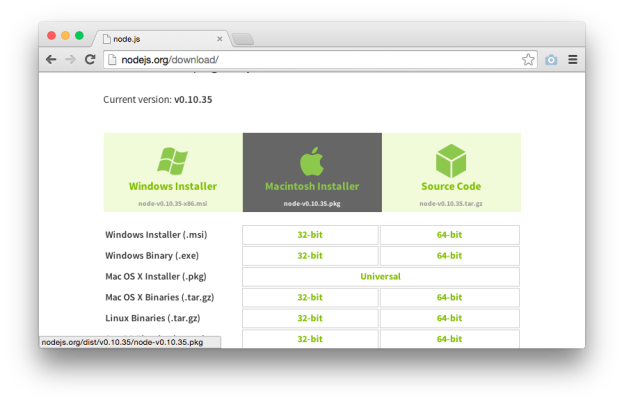 node.js
nodejs.org/download/
Current version: v0.10.35
Windows Installer
node-v0.10.35-x86.msi
Macintosh Installer
node-v0.10.35.pkg
Source Code
node-v0.10.35.tar.gz
Windows Installer (.msi) 32-bit 64-bit
Windows Binary (.exe) 32-bit 64-bit
Mac OS X Installer (.pkg) Universal
Mac OS X Binaries (.tar.gz) 32-bit 64-bit
Linux Binaries (.tar.gz) 32-bit 64-bit
32-bit 64-bit
nodejs.org/dist/v0.10.35/node-v0.10.35.pkg